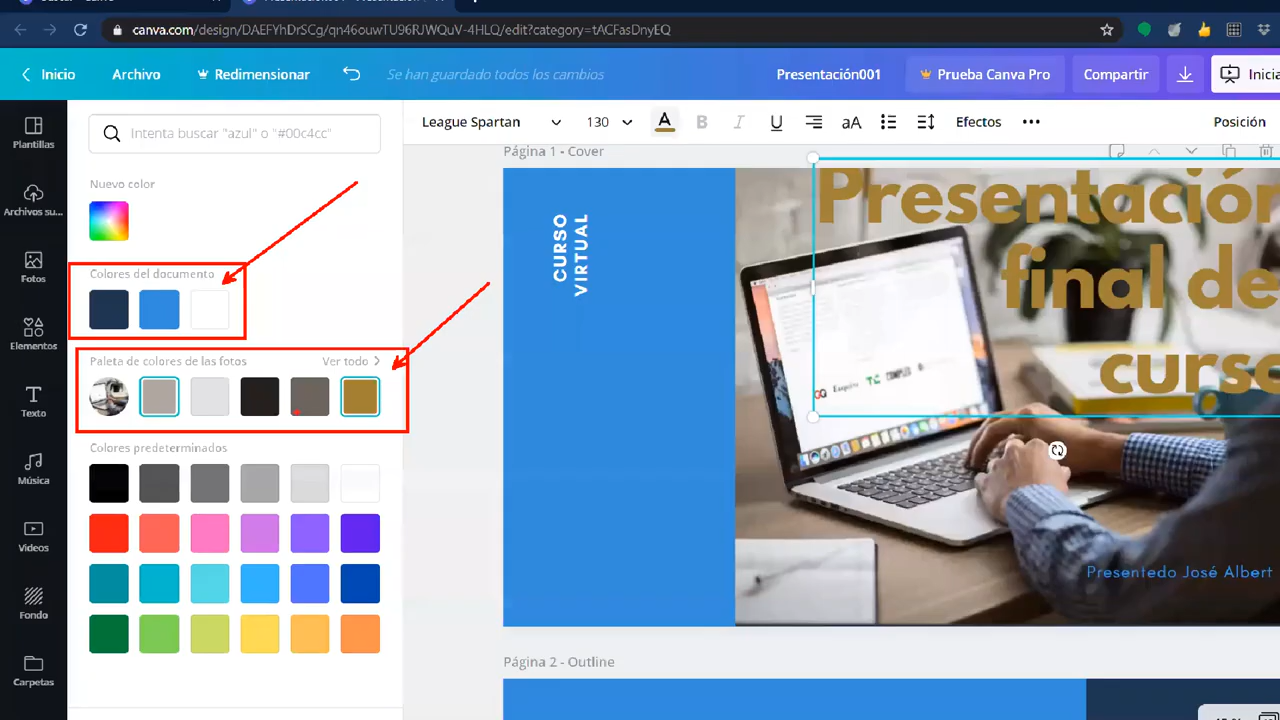 canva.com/design/DAEFYhDrSCg/qn46ouwTU96RJWQuV-4HLQ/edit?category=tACFasDnyEQ
Inicio
Archivo
Redimensionar
Se han guardado todos los cambios
Presentación001
Prueba Canva Pro
Compartir
Inicia
Plantillas
Archivos su...
Fotos
Elementos
Texto
Música
Videos
Fondo
Carpetas
Intenta buscar "azul" o "#00c4cc"
Nuevo color
Colores del documento
Paleta de colores de las fotos
Ver todo
Colores predeterminados
League Spartan
130
A
B
I
U
aA
Efectos
Posición
Página 1 - Cover
CURSO
VIRTUAL
Presentación
final de
curso
Presentedo José Albert
Página 2 - Outline